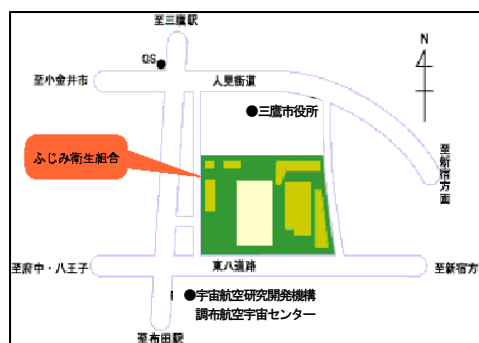 至三鷹駅
N
GS
至小金井市
人見街道
三鷹市役所
至新宿方面
ふじみ衛生組合
至府中・八王子
東八道路
至新宿方
宇宙航空研究開発機構
調布航空宇宙センター
至布田駅